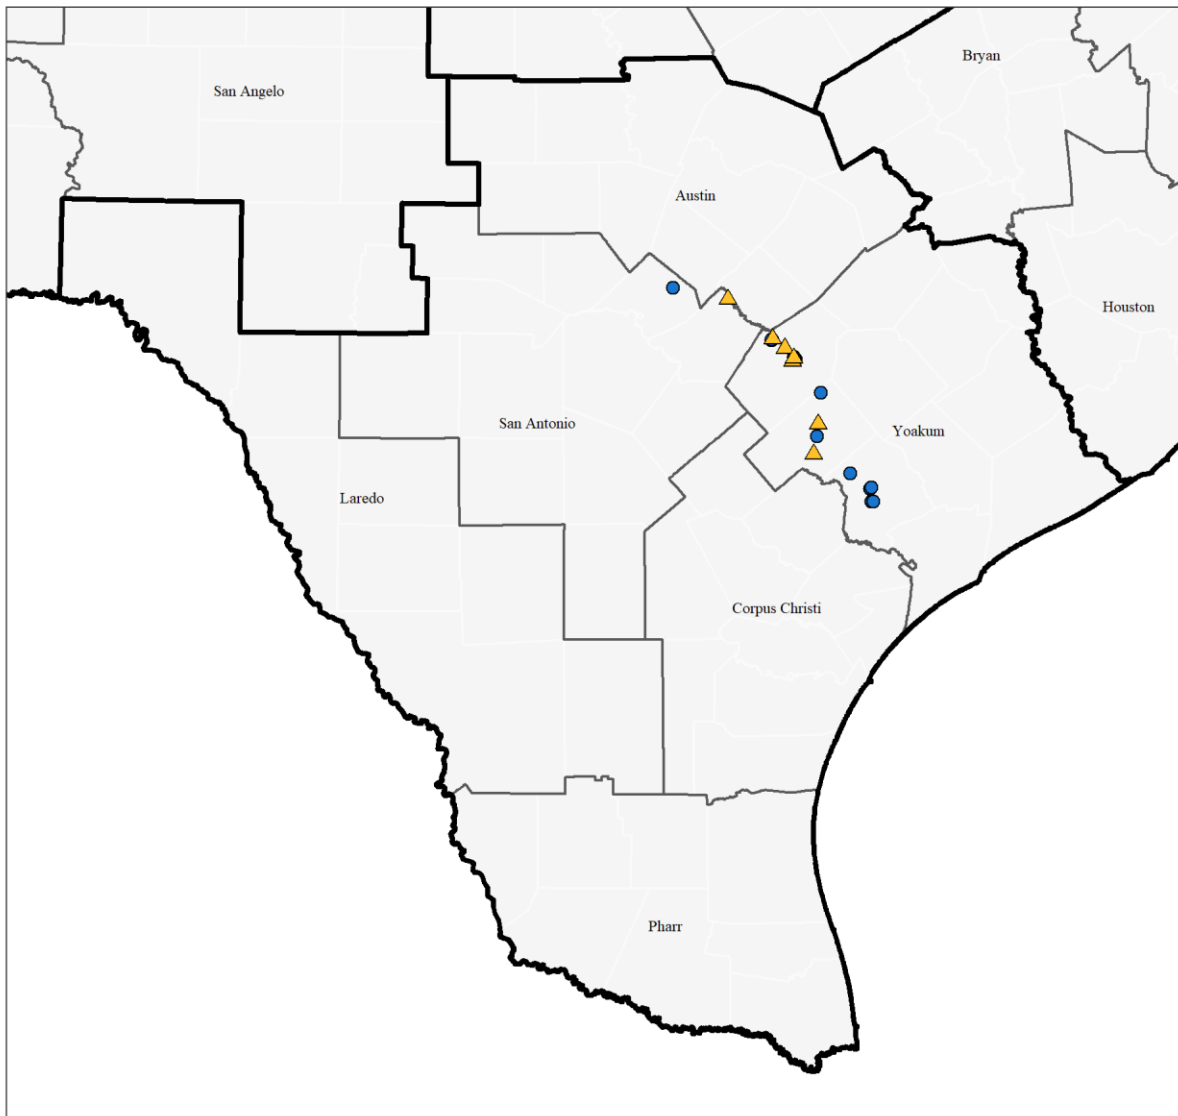 Bryan
San Angelo
Austin
Houston
San Antonio
Yoakum
Laredo
Corpus Christi
Pharr